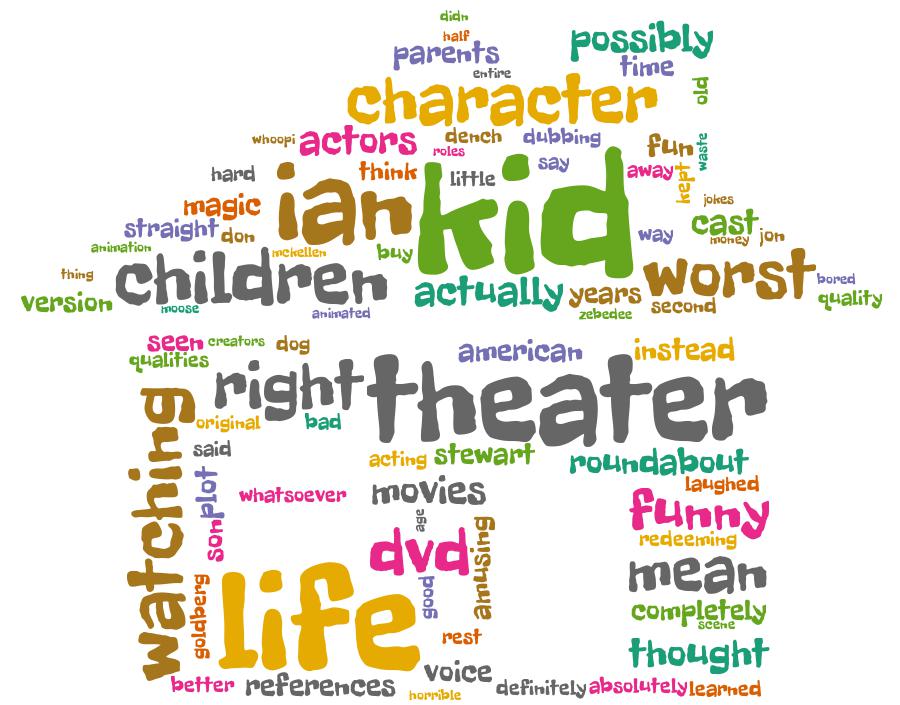 didn
half
parents possibly
entire time
character old
whoopi actors dench dubbing fun waste
roles
hard think little say away kept
magic ian kid jokes
straight don way cast
animation mckellen buy money jon
thing children worst bored
version moose animated actually years second quality
zebedee
seen creators dog american instead
qualities
right theater
watching original bad
said acting stewart roundabout
plot laughed
son whatsoever movies funny
age redeeming
dvd amusing mean
goldberg life good completely
scene
rest thought
voice
better references definitely absolutely learned
horrible